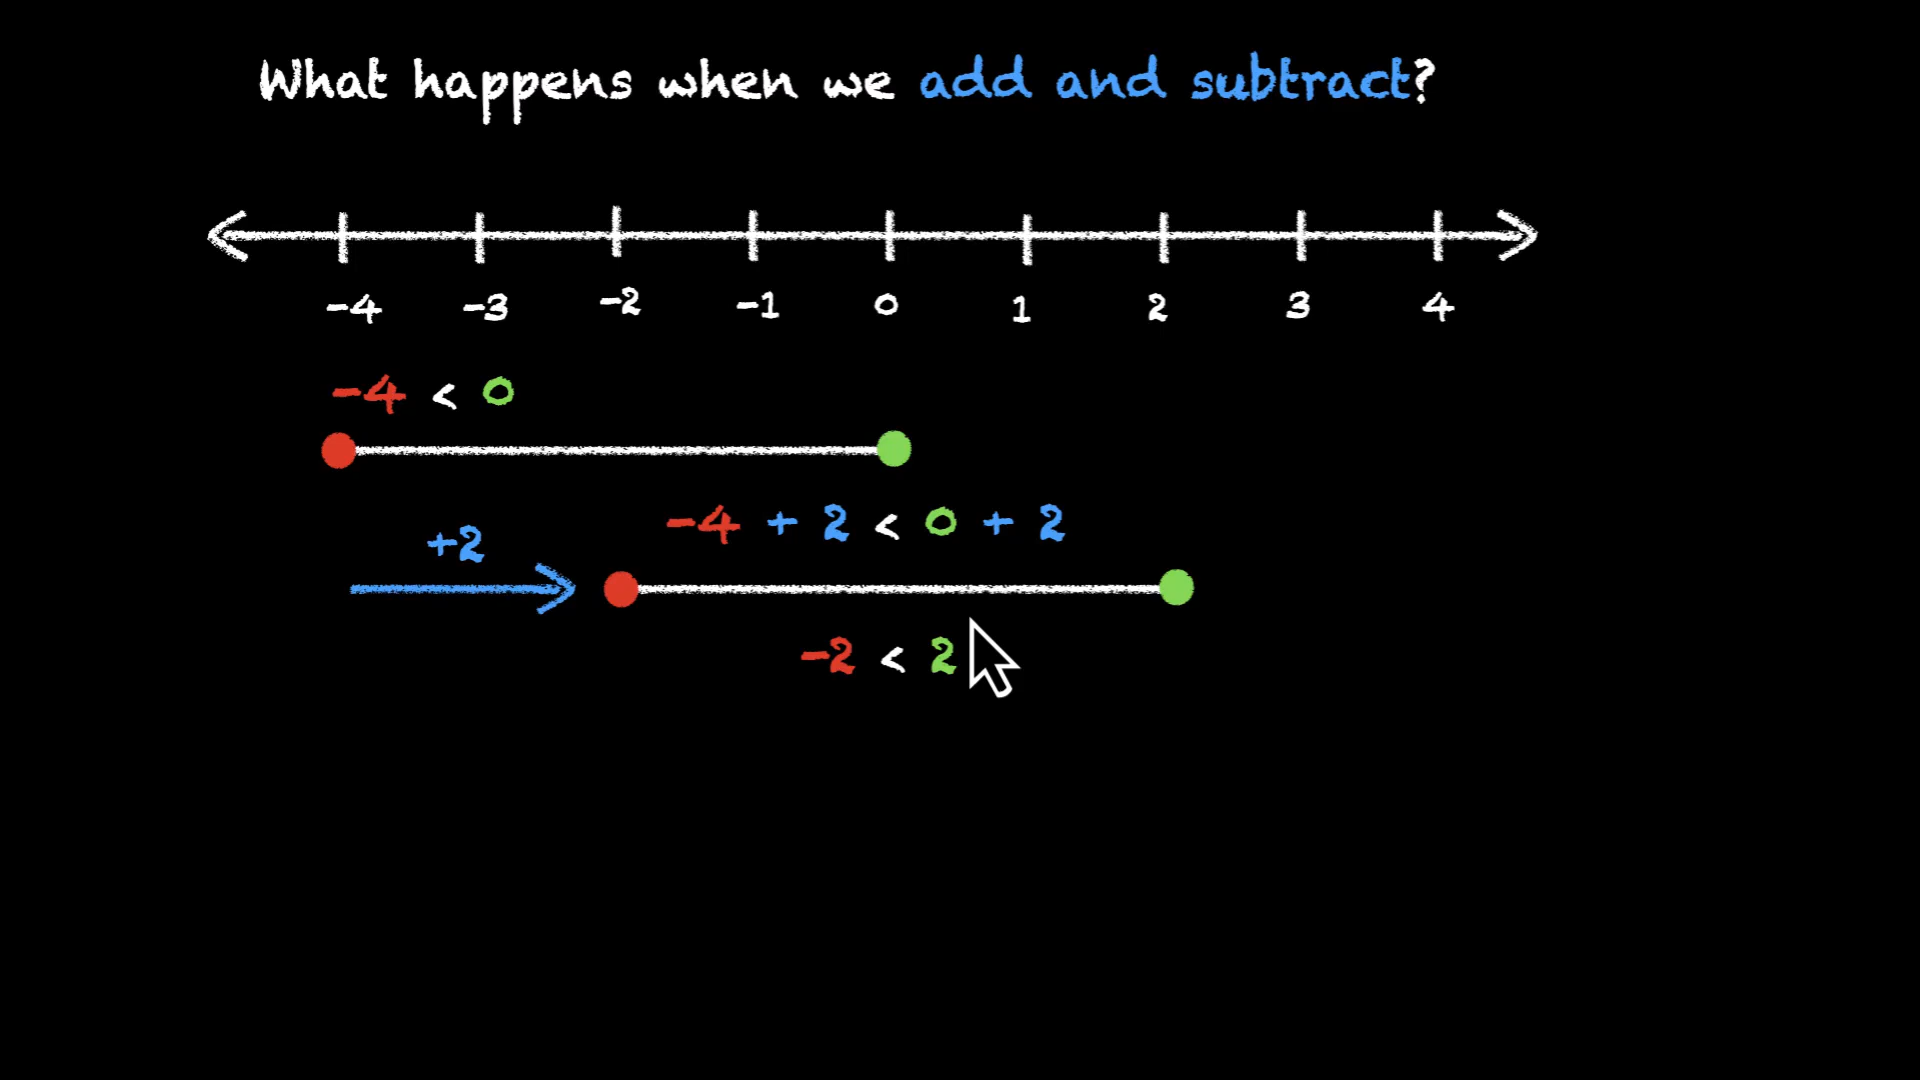 What happens when we add and subtract?
-4 -3 -2 -1 0 1 2 3 4
-4 < 0
-4 + 2 < 0 + 2
+2
-2 < 2